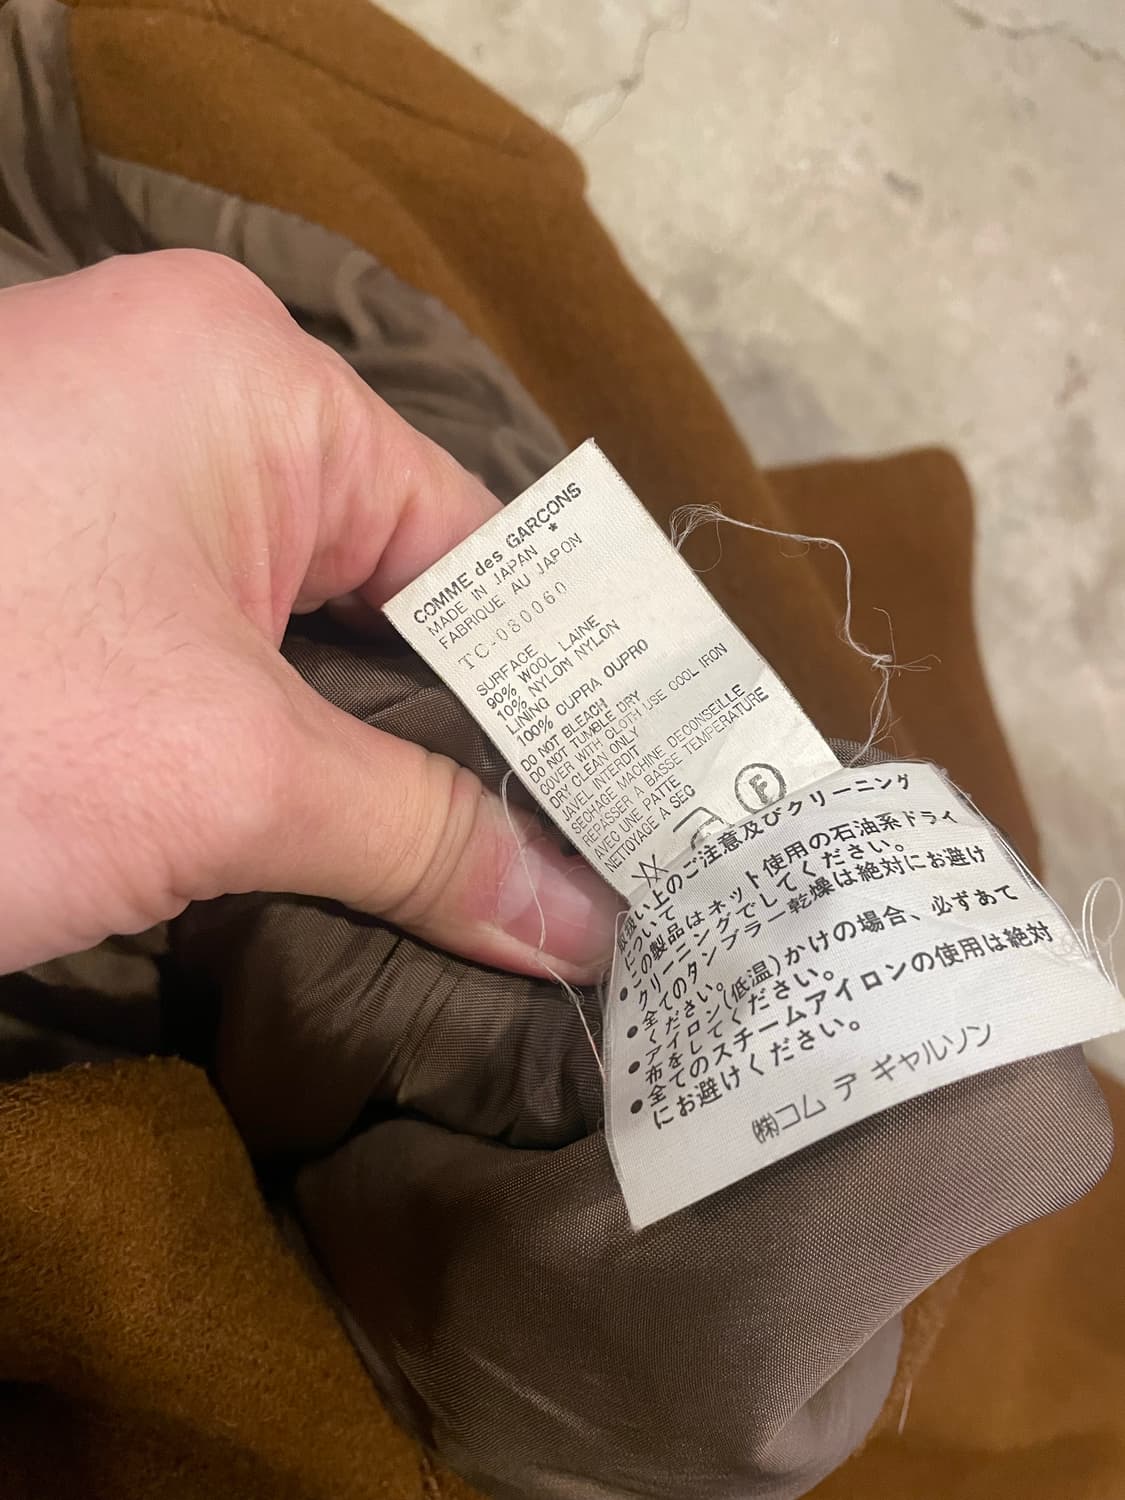 COMME des GARCONS
MADE IN JAPAN *
FABRIQUE AU JAPON
TC-080060
SURFACE
90% WOOL LAINE
10% NYLON NYLON
LINING
100% CUPRA CUPRO
DO NOT BLEACH
DO NOT TUMBLE DRY
COVER WITH CLOTH USE COOL IRON
DRY CLEAN ONLY
JAVEL INTERDIT
SECHAGE MACHINE DECONSEILLE
REPASSER A BASSE TEMPERATURE
AVEC UNE PATTE
NETTOYAGE A SEC
F
取扱い上のご注意及びクリーニング
について
● この製品はネット使用の石油系ドライ
クリーニングでしてください。
● 全てのタンブラー乾燥は絶対にお避け
ください。
● アイロン(低温)かけの場合、必ずあて
布をしてください。
● 全てのスチームアイロンの使用は絶対
にお避けください。
㈱コム デ ギャルソン